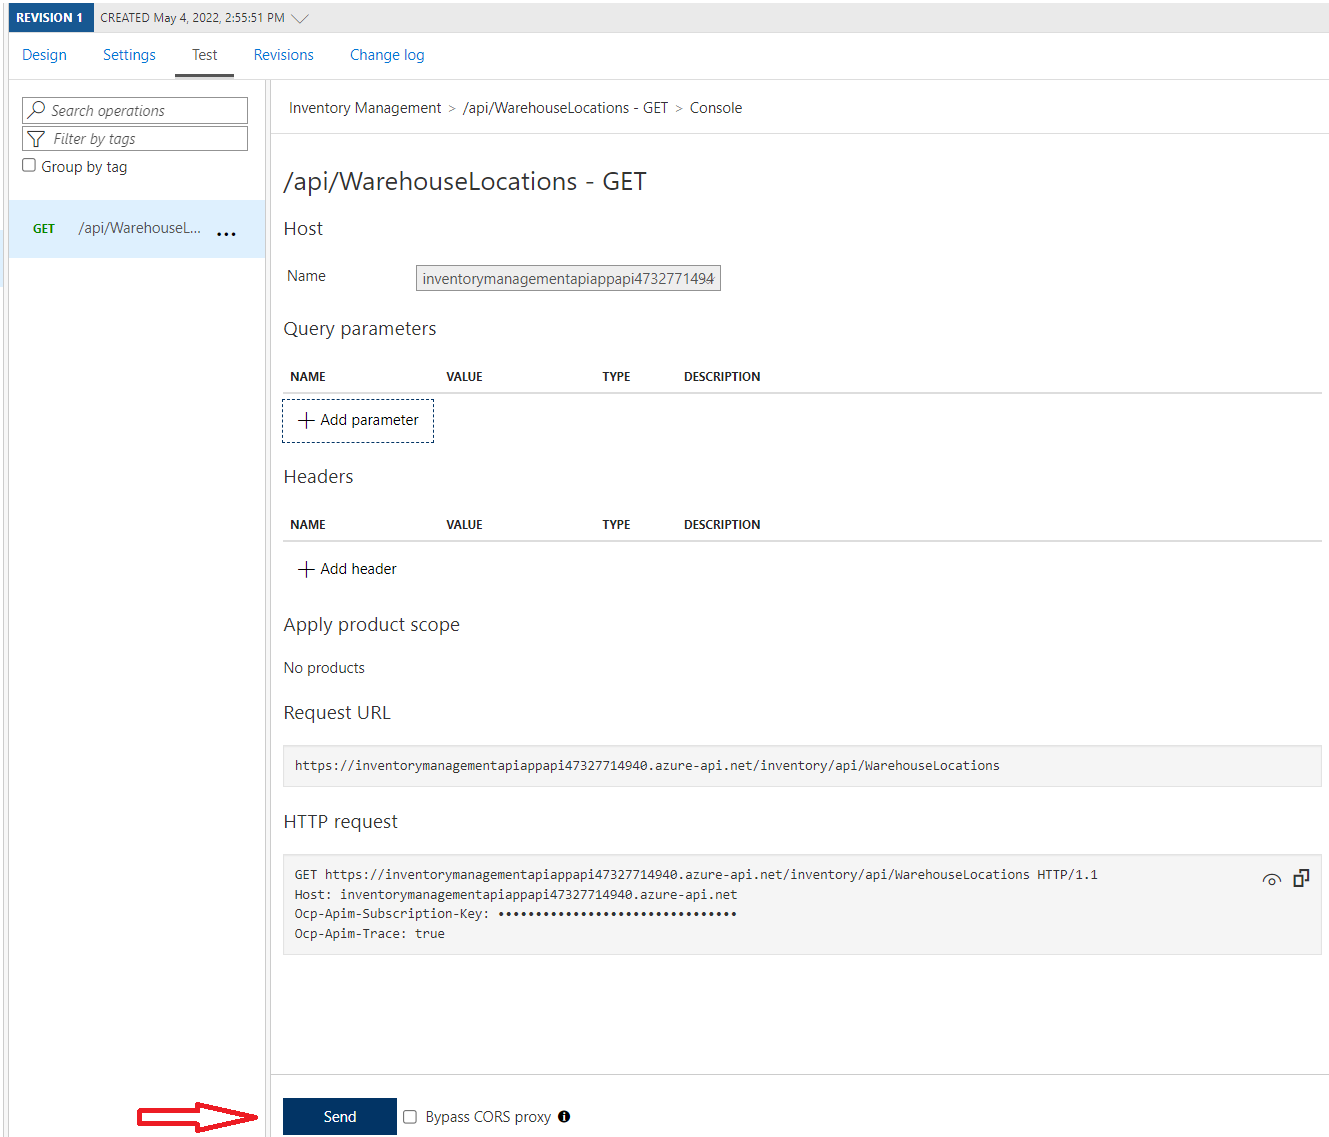 REVISION 1 CREATED May 4, 2022, 2:55:51 PM
Design Settings Test Revisions Change log
Search operations
Filter by tags
Group by tag
GET /api/WarehouseL... ...
Inventory Management > /api/WarehouseLocations - GET > Console
/api/WarehouseLocations - GET
Host
Name inventorymanagementapiappapi4732771494
Query parameters
NAME VALUE TYPE DESCRIPTION
+ Add parameter
Headers
NAME VALUE TYPE DESCRIPTION
+ Add header
Apply product scope
No products
Request URL
https://inventorymanagementapiappapi47327714940.azure-api.net/inventory/api/WarehouseLocations
HTTP request
GET https://inventorymanagementapiappapi47327714940.azure-api.net/inventory/api/WarehouseLocations HTTP/1.1
Host: inventorymanagementapiappapi47327714940.azure-api.net
Ocp-Apim-Subscription-Key: ••••••••••••••••••••••••••••••••
Ocp-Apim-Trace: true
Send Bypass CORS proxy